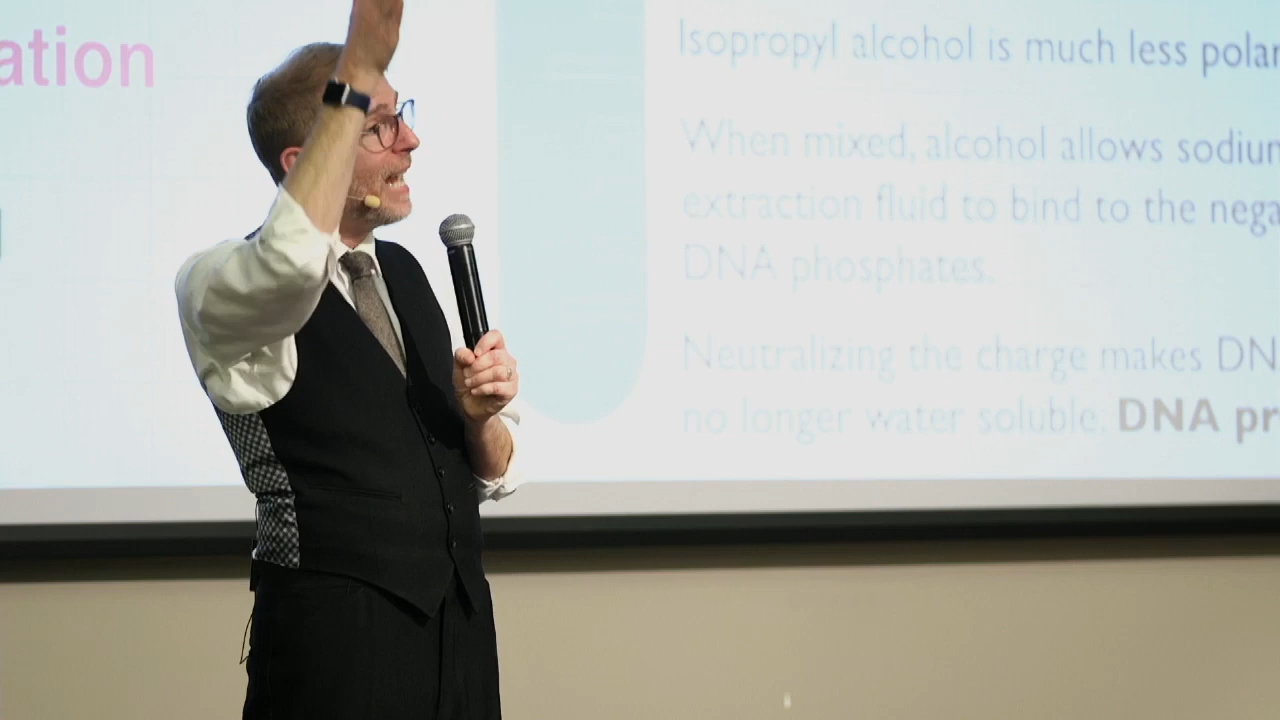 ation
Isopropyl alcohol is much less polar
When mixed, alcohol allows sodium
extraction fluid to bind to the nega
DNA phosphates.
Neutralizing the charge makes DN
no longer water soluble. DNA pr